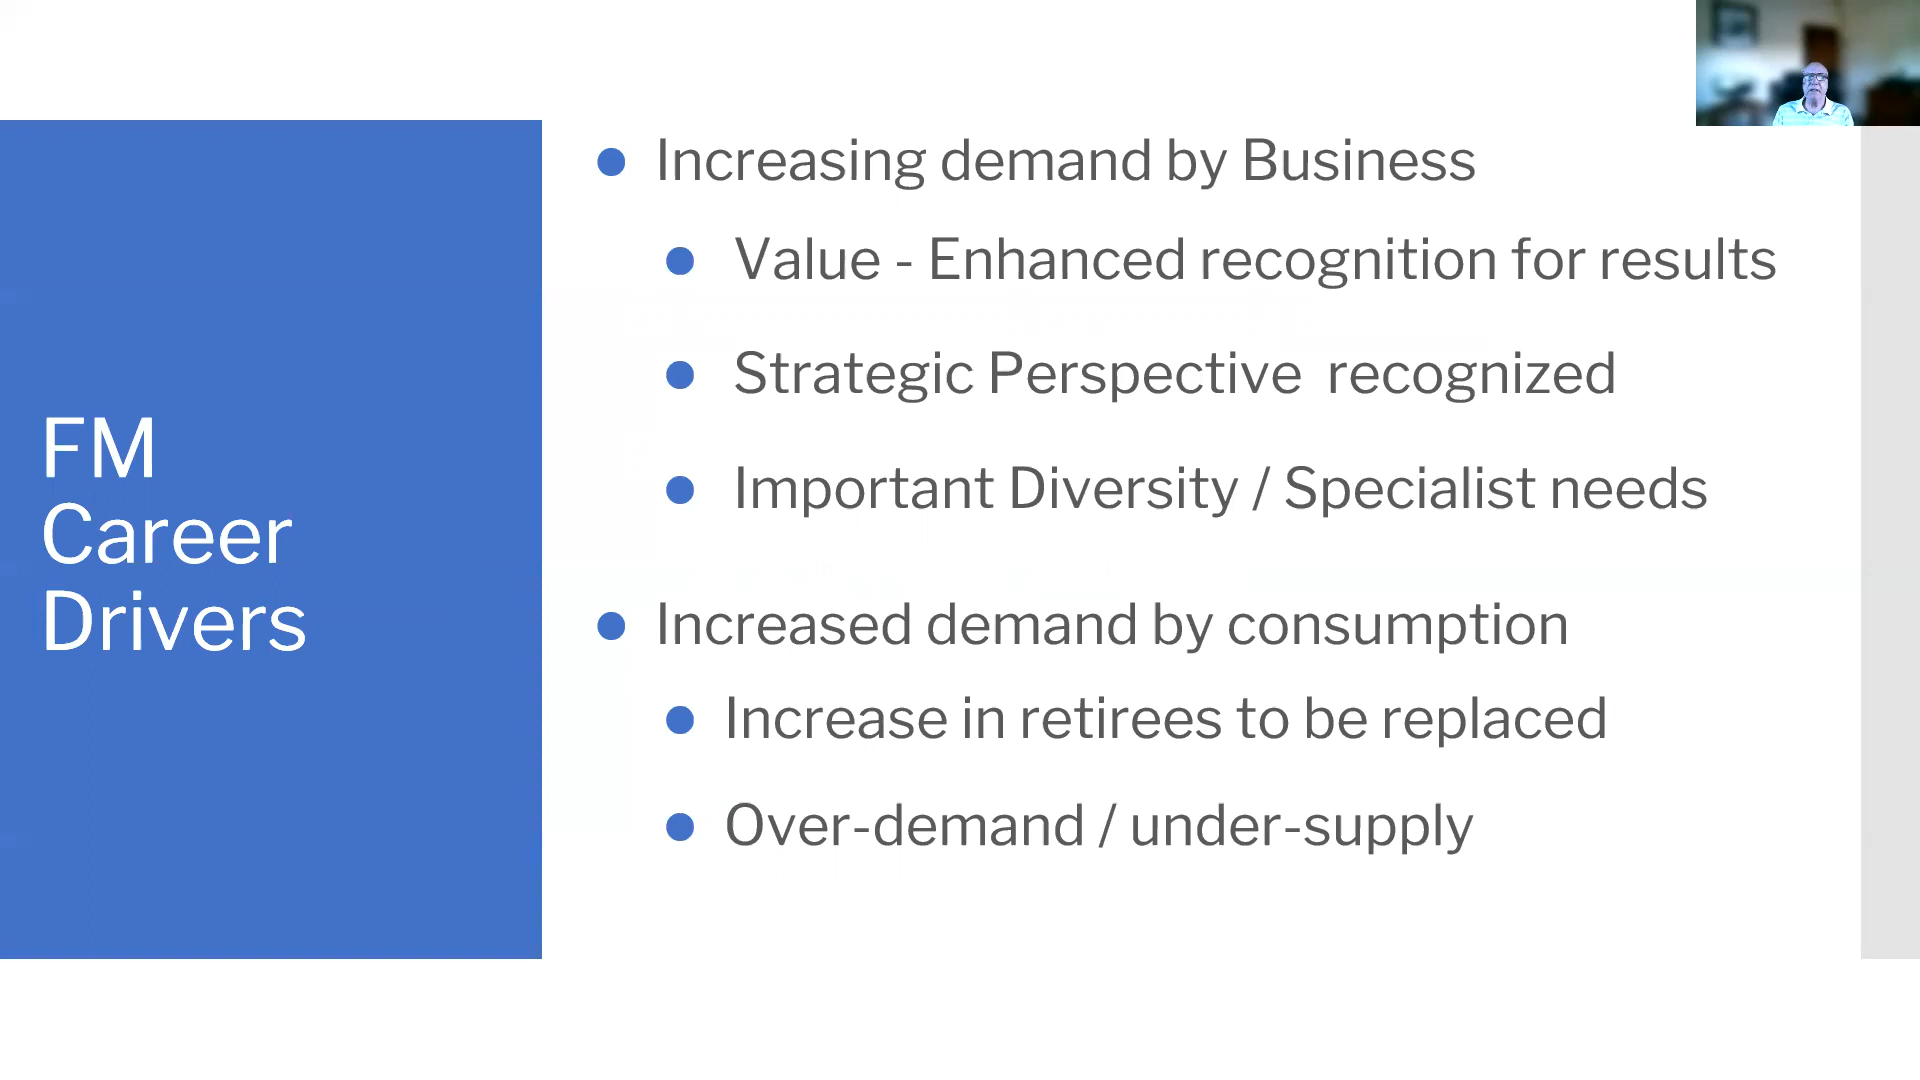 FM
Career
Drivers
Increasing demand by Business
Value - Enhanced recognition for results
Strategic Perspective  recognized
Important Diversity / Specialist needs
Increased demand by consumption
Increase in retirees to be replaced
Over-demand / under-supply